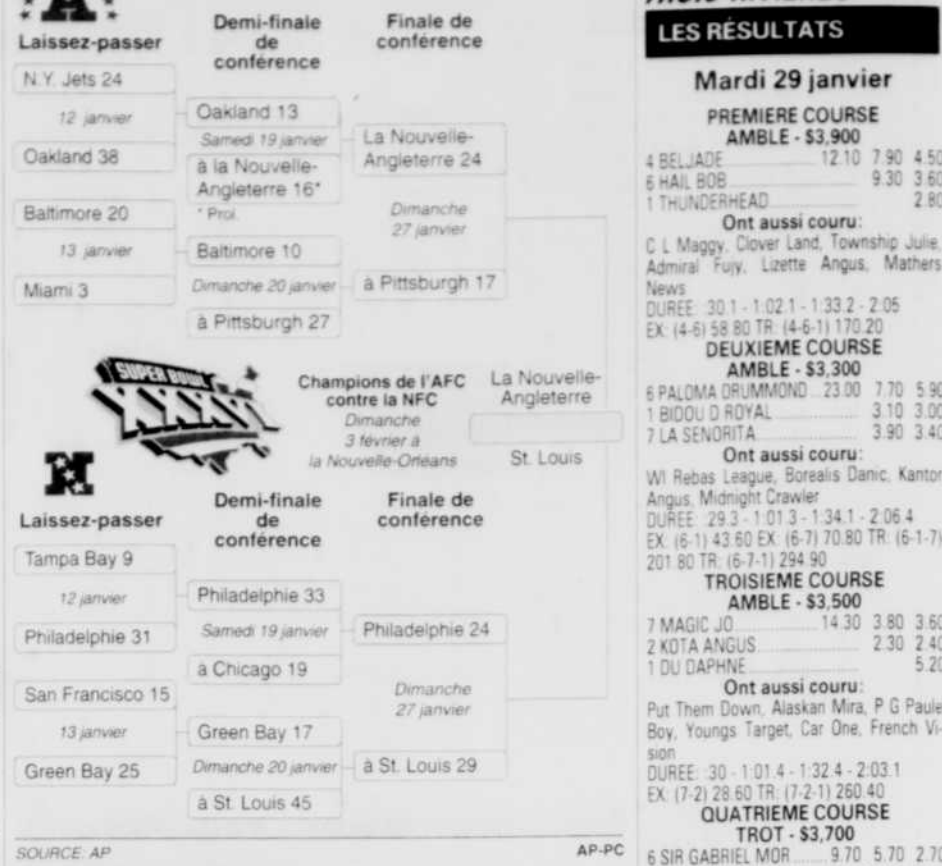 A
Laissez-passer
Demi-finale
de
conférence
Finale de
conférence
N.Y. Jets 24
12 janvier
Oakland 38
Oakland 13
Samedi 19 janvier
à la Nouvelle-
Angleterre 16*
* Prol.
La Nouvelle-
Angleterre 24
Baltimore 20
13 janvier
Miami 3
Baltimore 10
Dimanche 20 janvier
à Pittsburgh 27
Dimanche
27 janvier
à Pittsburgh 17
SUPER BOWL
XXXVI
Champions de l'AFC
contre la NFC
Dimanche
3 février à
la Nouvelle-Orléans
La Nouvelle-
Angleterre
St. Louis
N
Laissez-passer
Demi-finale
de
conférence
Finale de
conférence
Tampa Bay 9
12 janvier
Philadelphie 31
Philadelphie 33
Samedi 19 janvier
à Chicago 19
Philadelphie 24
San Francisco 15
13 janvier
Green Bay 25
Green Bay 17
Dimanche 20 janvier
à St. Louis 45
Dimanche
27 janvier
à St. Louis 29
SOURCE: AP
AP-PC
LES RÉSULTATS
Mardi 29 janvier
PREMIERE COURSE
AMBLE - $3,900
4 BELJADE 12.10 7.90 4.50
6 HAIL BOB 9.30 3.60
1 THUNDERHEAD 2.80
Ont aussi couru:
C L Maggy, Clover Land, Township Julie,
Admiral Fujy, Lizette Angus, Mathers
News
DUREE: :30.1 - 1:02.1 - 1:33.2 - 2:05
EX: (4-6) 58.80 TR: (4-6-1) 170.20
DEUXIEME COURSE
AMBLE - $3,300
6 PALOMA DRUMMOND 23.00 7.70 5.90
1 BIDOU D ROYAL 3.10 3.00
7 LA SENORITA 3.90 3.40
Ont aussi couru:
WI Rebas League, Borealis Danic, Kantor
Angus, Midnight Crawler
DUREE: :29.3 - 1:01.3 - 1:34.1 - 2:06.4
EX: (6-1) 43.60 EX: (6-7) 70.80 TR: (6-1-7)
201.80 TR: (6-7-1) 294.90
TROISIEME COURSE
AMBLE - $3,500
7 MAGIC JO 14.30 3.80 3.60
2 KOTA ANGUS 2.30 2.40
1 DU DAPHNE 5.20
Ont aussi couru:
Put Them Down, Alaskan Mira, P G Paule
Boy, Youngs Target, Car One, French Vi-
sion
DUREE: :30 - 1:01.4 - 1:32.4 - 2:03.1
EX: (7-2) 28.60 TR: (7-2-1) 260.40
QUATRIEME COURSE
TROT - $3,700
6 SIR GABRIEL MOR 9.70 5.70 2.70